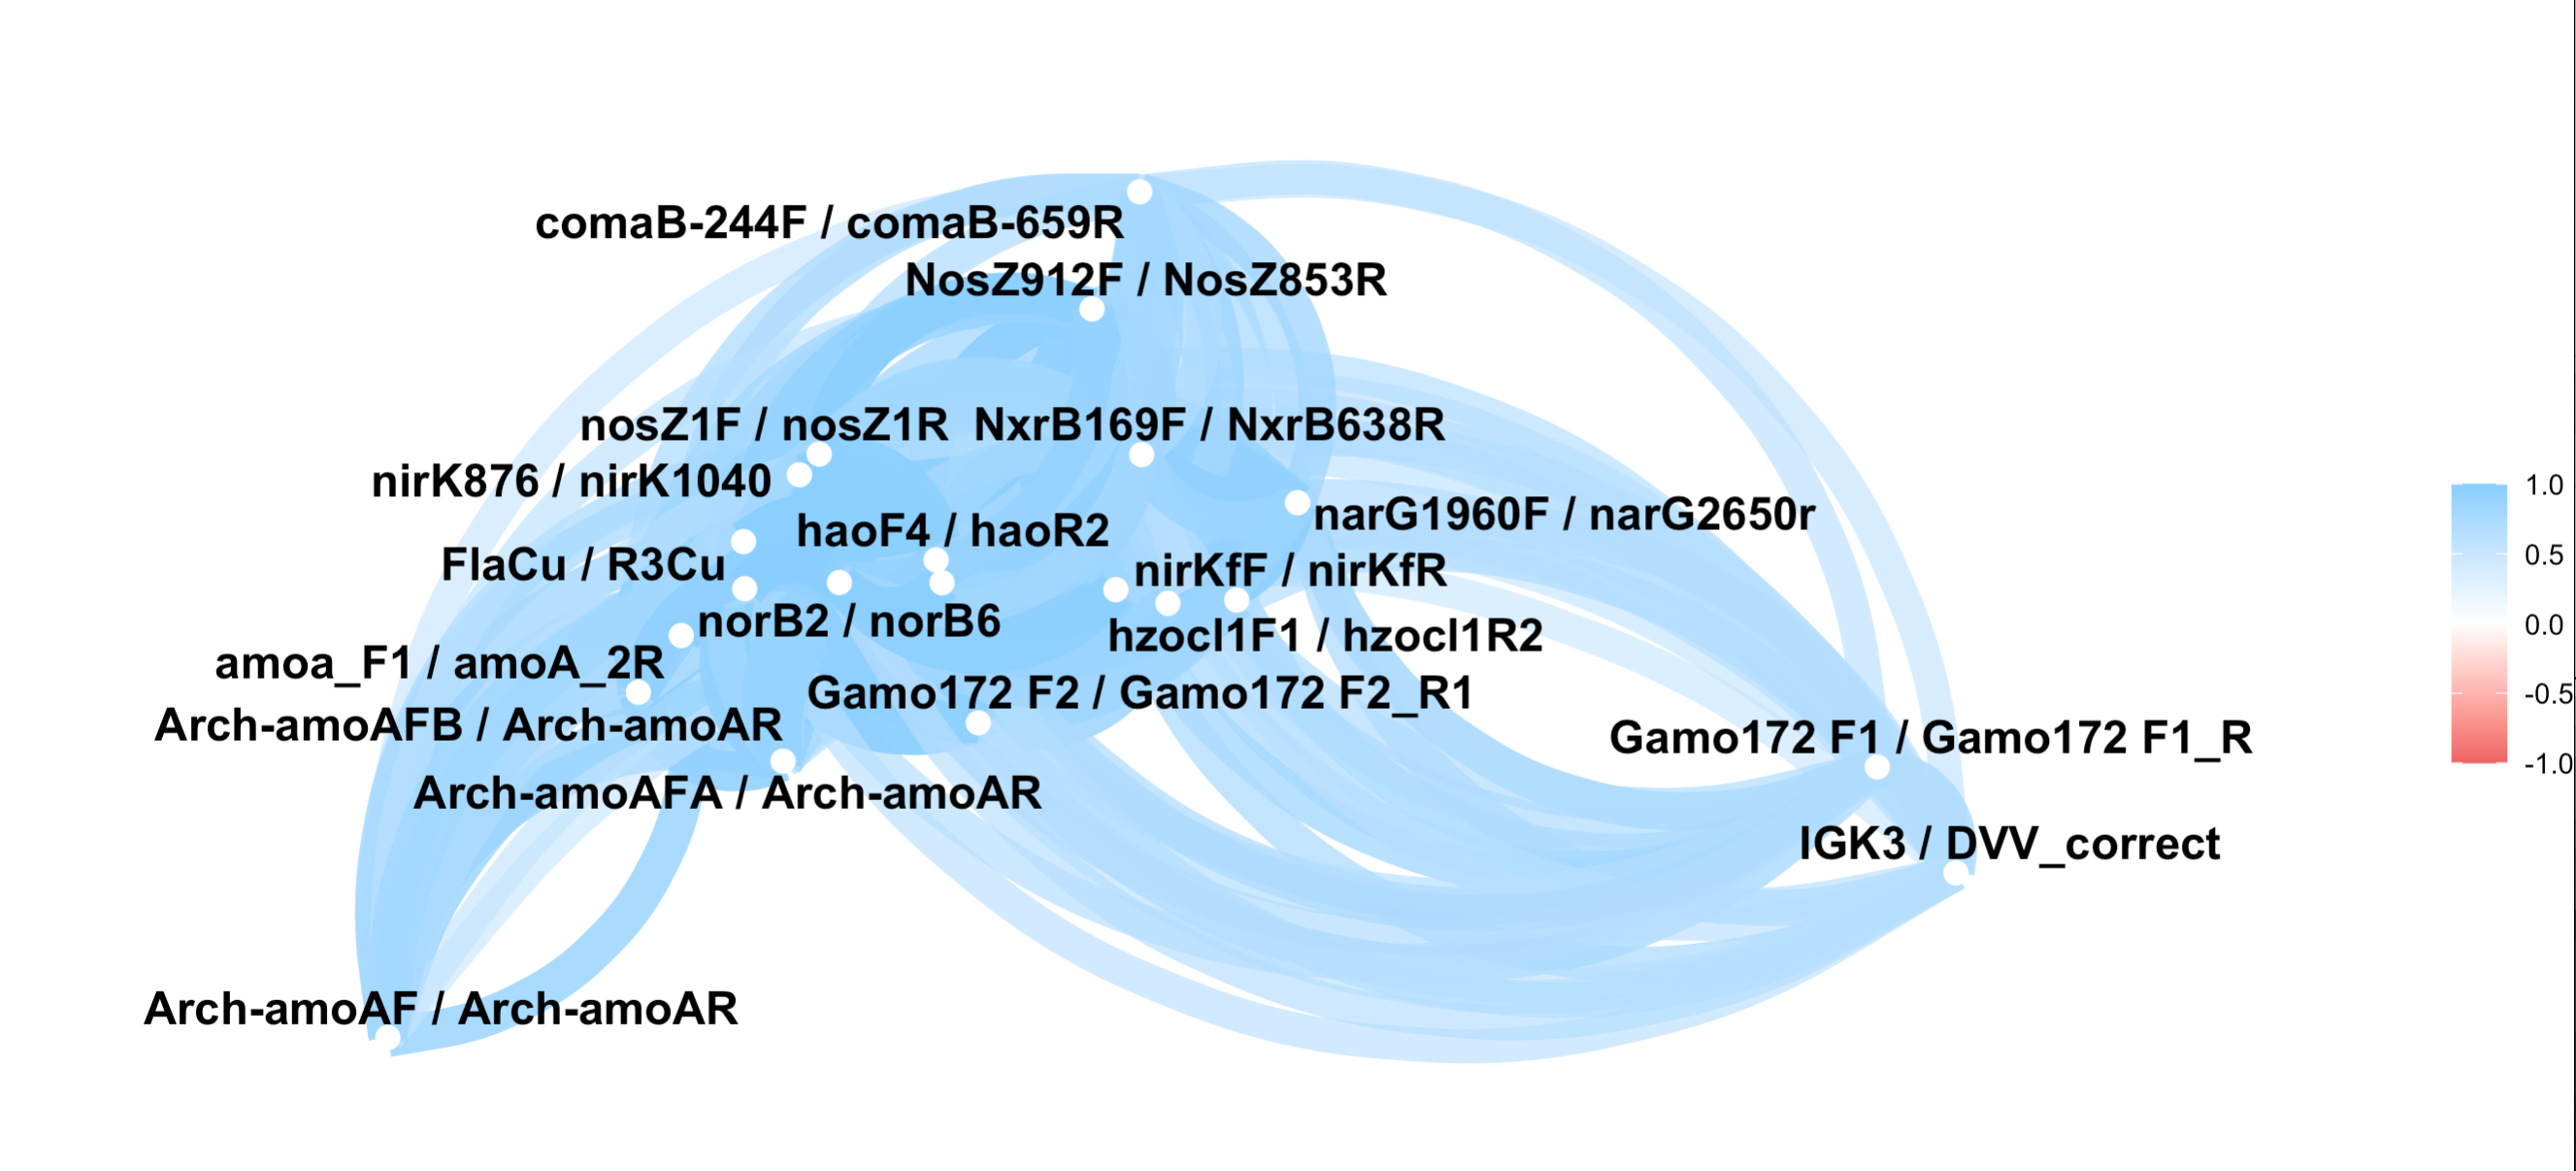 comaB-244F / comaB-659R
NosZ912F / NosZ853R
nosZ1F / nosZ1R
NxrB169F / NxrB638R
nirK876 / nirK1040
narG1960F / narG2650r
haoF4 / haoR2
FlaCu / R3Cu
nirKfF / nirKfR
norB2 / norB6
hzocl1F1 / hzocl1R2
amoa_F1 / amoA_2R
Gamo172 F2 / Gamo172 F2_R1
Arch-amoAFB / Arch-amoAR
Gamo172 F1 / Gamo172 F1_R
Arch-amoAFA / Arch-amoAR
IGK3 / DVV_correct
Arch-amoAF / Arch-amoAR
1.0
0.5
0.0
-0.5
-1.0